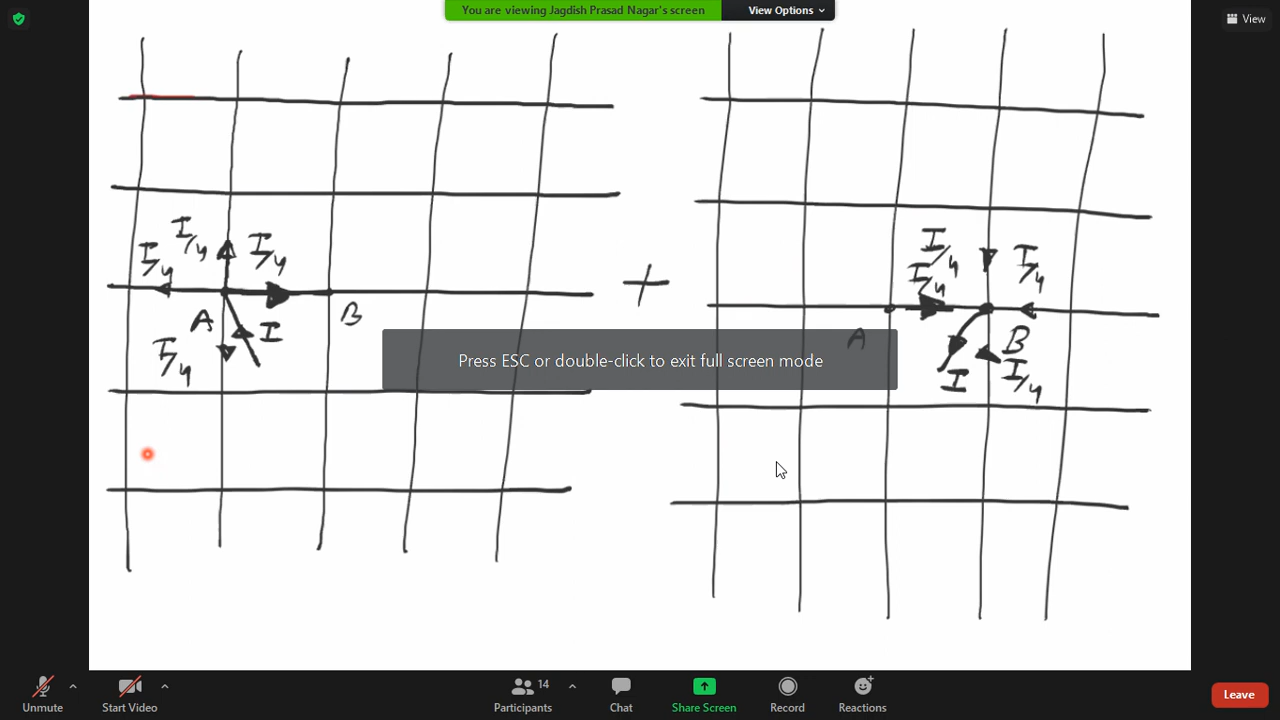 You are viewing Jagdish Prasad Nagar's screen
View Options
View
I/4
I/4
I/4
A
B
I
I/4
+
I/4
I/4
I/4
A
B
I
I/4
Press ESC or double-click to exit full screen mode
Unmute
Start Video
14
Participants
Chat
Share Screen
Record
Reactions
Leave